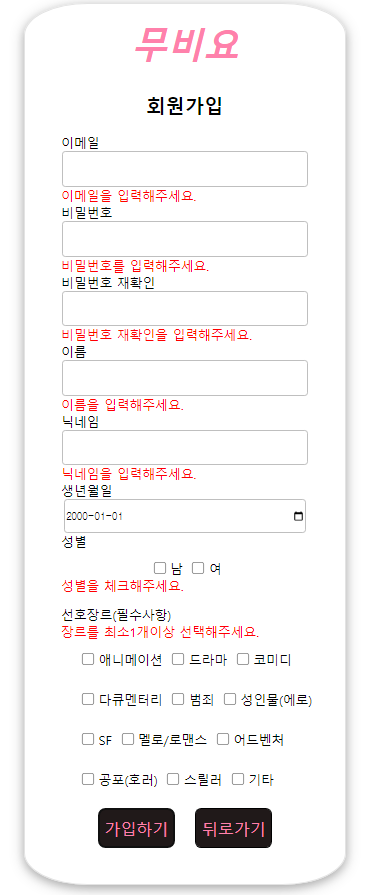 무비요
회원가입
이메일
이메일을 입력해주세요.
비밀번호
비밀번호를 입력해주세요.
비밀번호 재확인
비밀번호 재확인을 입력해주세요.
이름
이름을 입력해주세요.
닉네임
닉네임을 입력해주세요.
생년월일
2000-01-01
성별
남 여
성별을 체크해주세요.
선호장르(필수사항)
장르를 최소1개이상 선택해주세요.
애니메이션 드라마 코미디
다큐멘터리 범죄 성인물(에로)
SF 멜로/로맨스 어드벤처
공포(호러) 스릴러 기타
가입하기 뒤로가기